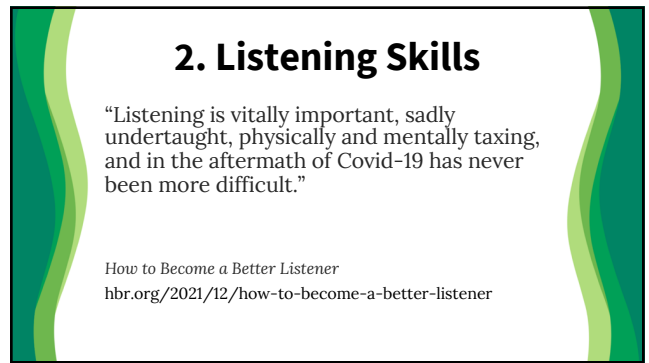 2. Listening Skills
“Listening is vitally important, sadly
undertaught, physically and mentally taxing,
and in the aftermath of Covid-19 has never
been more difficult.”
How to Become a Better Listener
hbr.org/2021/12/how-to-become-a-better-listener